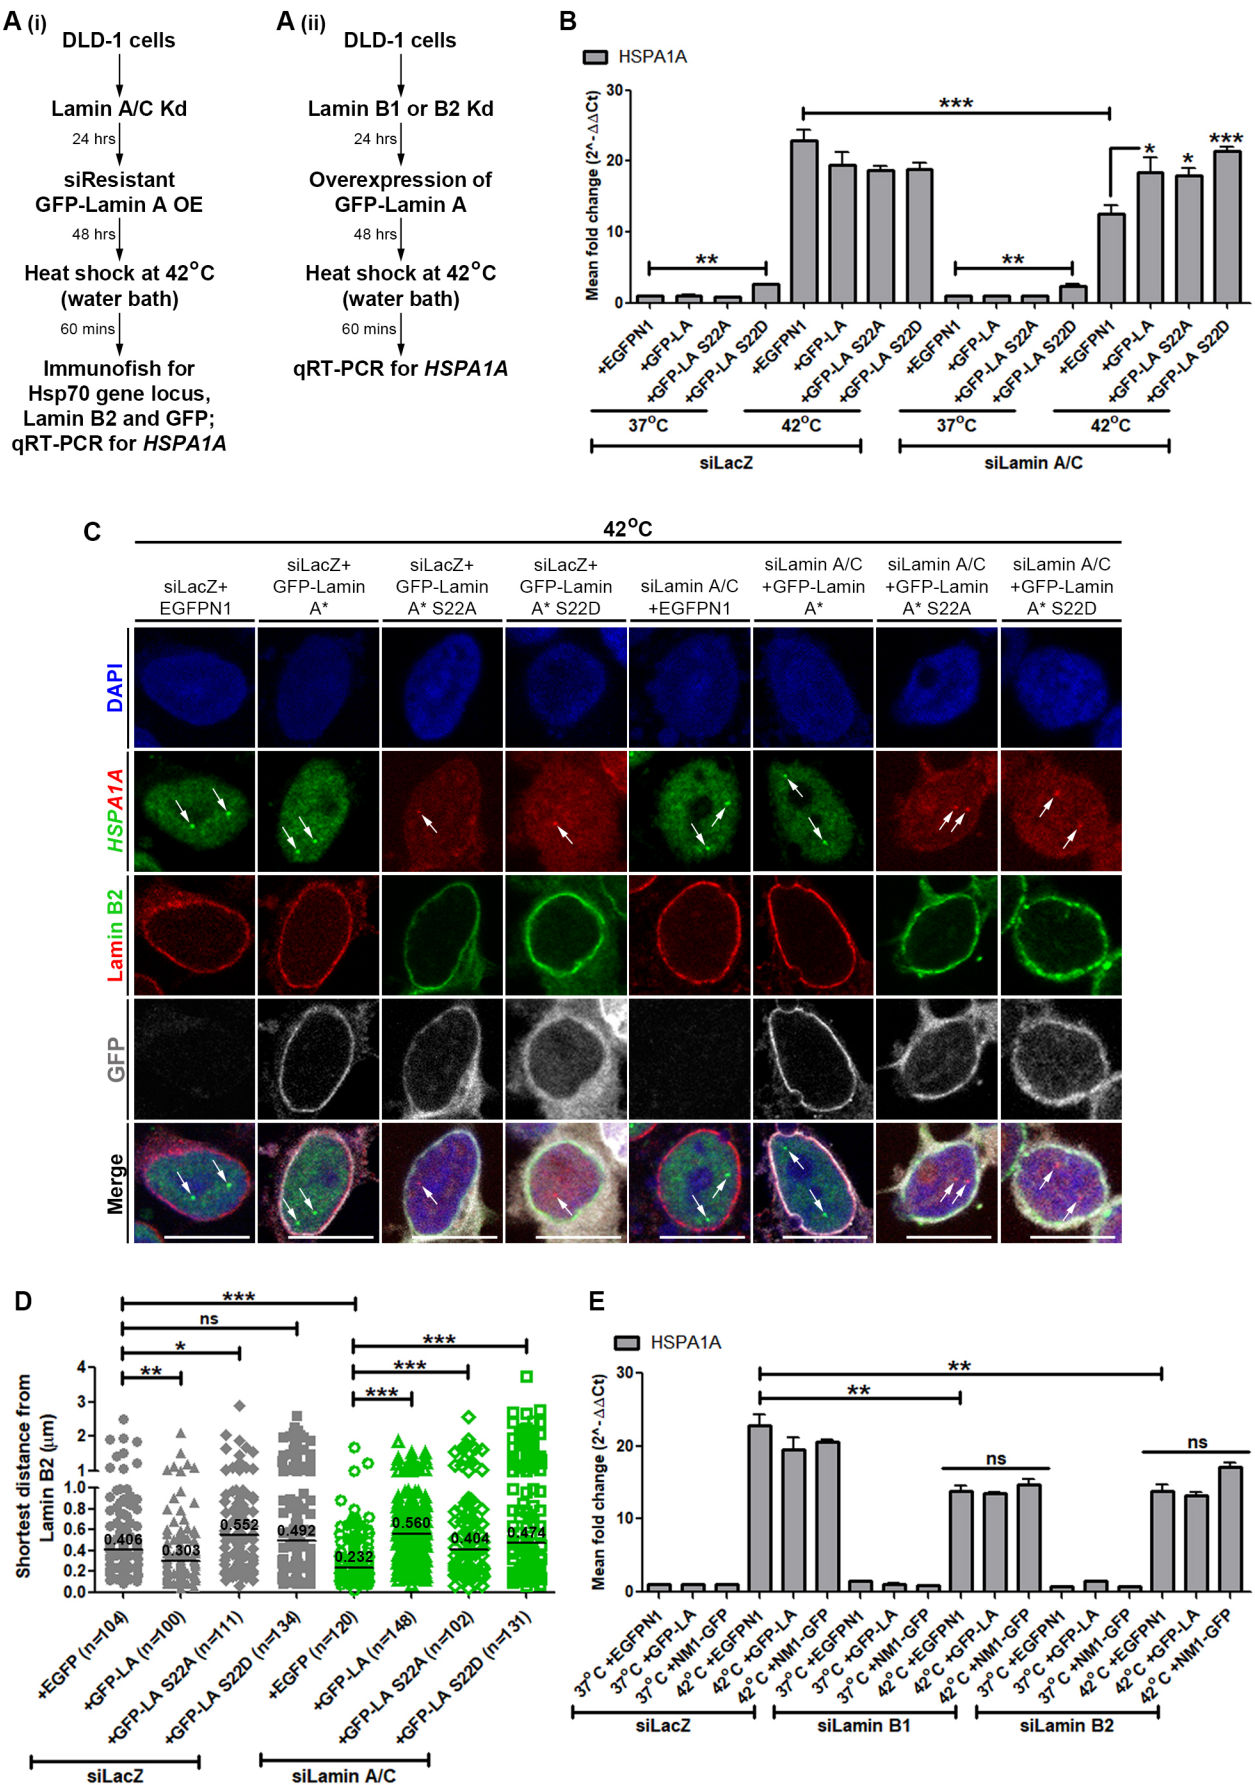 A (i)
DLD-1 cells
Lamin A/C Kd
24 hrs
siResistant
GFP-Lamin A OE
48 hrs
Heat shock at 42°C
(water bath)
60 mins
Immunofish for
Hsp70 gene locus,
Lamin B2 and GFP;
qRT-PCR for HSPA1A
A (ii)
DLD-1 cells
Lamin B1 or B2 Kd
24 hrs
Overexpression of
GFP-Lamin A
48 hrs
Heat shock at 42°C
(water bath)
60 mins
qRT-PCR for HSPA1A
B
HSPA1A
Mean fold change (2^-ΔΔCt)
30
20
10
0
**
***
**
*
*
***
+EGFPN1
+GFP-LA
+GFP-LA S22A
+GFP-LA S22D
+EGFPN1
+GFP-LA
+GFP-LA S22A
+GFP-LA S22D
+EGFPN1
+GFP-LA
+GFP-LA S22A
+GFP-LA S22D
+EGFPN1
+GFP-LA
+GFP-LA S22A
+GFP-LA S22D
37°C
42°C
37°C
42°C
siLacZ
siLamin A/C
C
42°C
siLacZ+
EGFPN1
siLacZ+
GFP-Lamin
A*
siLacZ+
GFP-Lamin
A* S22A
siLacZ+
GFP-Lamin
A* S22D
siLamin A/C
+EGFPN1
siLamin A/C
+GFP-Lamin
A*
siLamin A/C
+GFP-Lamin
A* S22A
siLamin A/C
+GFP-Lamin
A* S22D
DAPI
HSPA1A
Lamin B2
GFP
Merge
D
Shortest distance from
Lamin B2 (μm)
4
3
2
1
1.0
0.8
0.6
0.4
0.2
0.0
***
ns
*
**
***
***
***
0.406
0.303
0.552
0.492
0.232
0.560
0.404
0.474
+EGFP (n=104)
+GFP-LA (n=100)
+GFP-LA S22A (n=111)
+GFP-LA S22D (n=134)
+EGFP (n=120)
+GFP-LA (n=148)
+GFP-LA S22A (n=102)
+GFP-LA S22D (n=131)
siLacZ
siLamin A/C
E
HSPA1A
Mean fold change (2^-ΔΔCt)
30
20
10
0
**
**
ns
ns
37°C +EGFPN1
37°C +GFP-LA
37°C +NM1-GFP
42°C +EGFPN1
42°C +GFP-LA
42°C +NM1-GFP
37°C +EGFPN1
37°C +GFP-LA
37°C +NM1-GFP
42°C +EGFPN1
42°C +GFP-LA
42°C +NM1-GFP
37°C +EGFPN1
37°C +GFP-LA
37°C +NM1-GFP
42°C +EGFPN1
42°C +GFP-LA
42°C +NM1-GFP
siLacZ
siLamin B1
siLamin B2